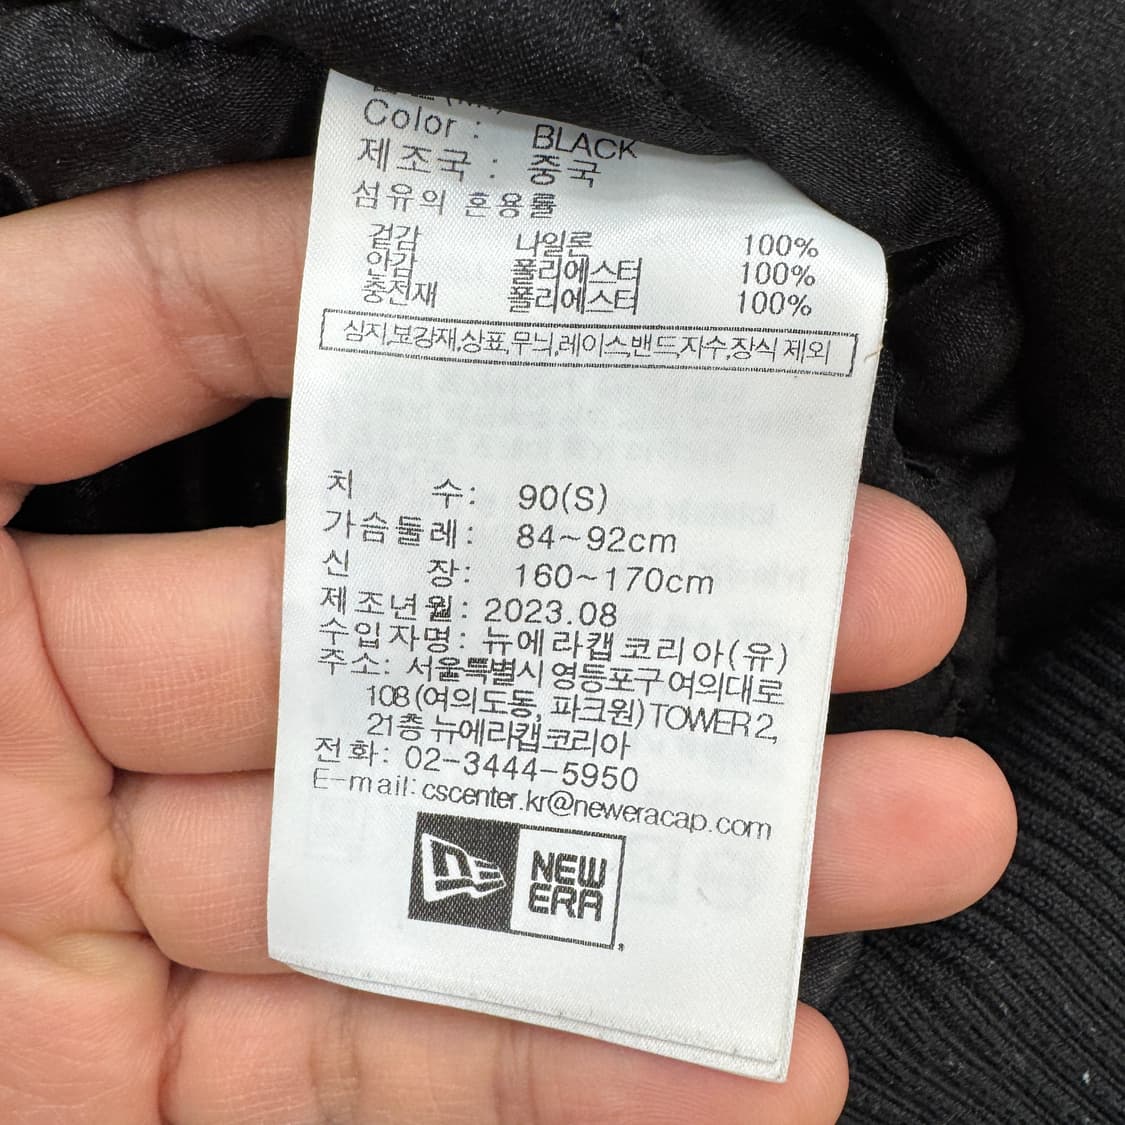 Color : BLACK
제조국 : 중국
섬유의 혼용률
겉감 나일론 100%
안감 폴리에스터 100%
충전재 폴리에스터 100%
심지,보강재,상표,무늬,레이스,밴드,자수,장식 제외
치 수: 90(S)
가슴둘레: 84~92cm
신 장: 160~170cm
제조년월: 2023.08
수입자명: 뉴에라캡코리아(유)
주소: 서울특별시 영등포구 여의대로
108 (여의도동, 파크원) TOWER 2,
21층 뉴에라캡코리아
전화: 02-3444-5950
E-mail: cscenter.kr@neweracap.com
NEW
ERA